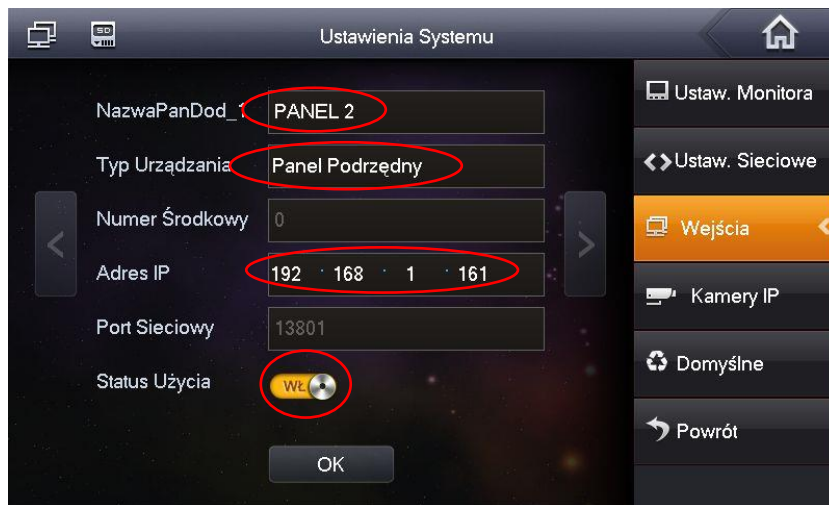 SD
Ustawienia Systemu
NazwaPanDod_1 PANEL 2
Typ Urządzania Panel Podrzędny
Numer Środkowy 0
Adres IP 192 . 168 . 1 . 161
Port Sieciowy 13801
Status Użycia WŁ
OK
Ustaw. Monitora
Ustaw. Sieciowe
Wejścia
Kamery IP
Domyślne
Powrót